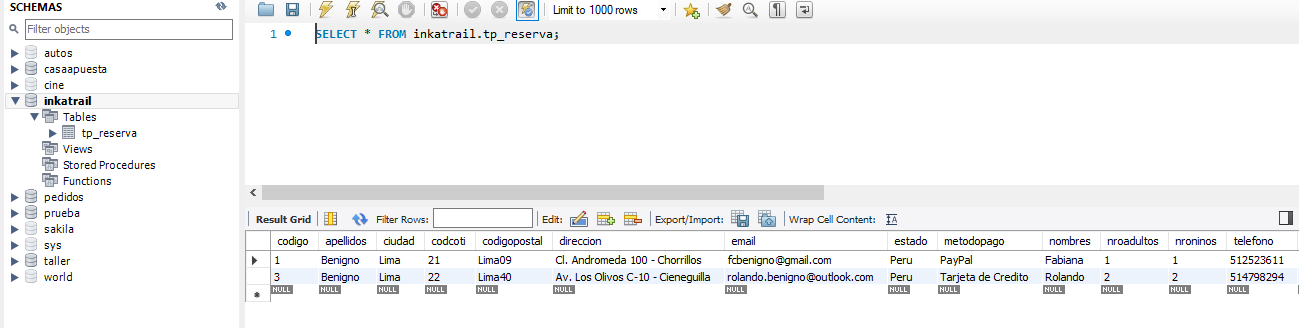 SCHEMAS
Filter objects
autos
casaapuesta
cine
inkatrail
Tables
tp_reserva
Views
Stored Procedures
Functions
pedidos
prueba
sakila
sys
taller
world
Limit to 1000 rows
1 SELECT * FROM inkatrail.tp_reserva;
Result Grid Filter Rows: Edit: Export/Import: Wrap Cell Content:
codigo apellidos ciudad codcoti codigopostal direccion email estado metodopago nombres nroadultos nroninos telefono
1 Benigno Lima 21 Lima09 Cl. Andromeda 100 - Chorrillos fcbenigno@gmail.com Peru PayPal Fabiana 1 1 512523611
3 Benigno Lima 22 Lima40 Av. Los Olivos C-10 - Cieneguilla rolando.benigno@outlook.com Peru Tarjeta de Credito Rolando 2 2 514798294
NULL NULL NULL NULL NULL NULL NULL NULL NULL NULL NULL NULL NULL